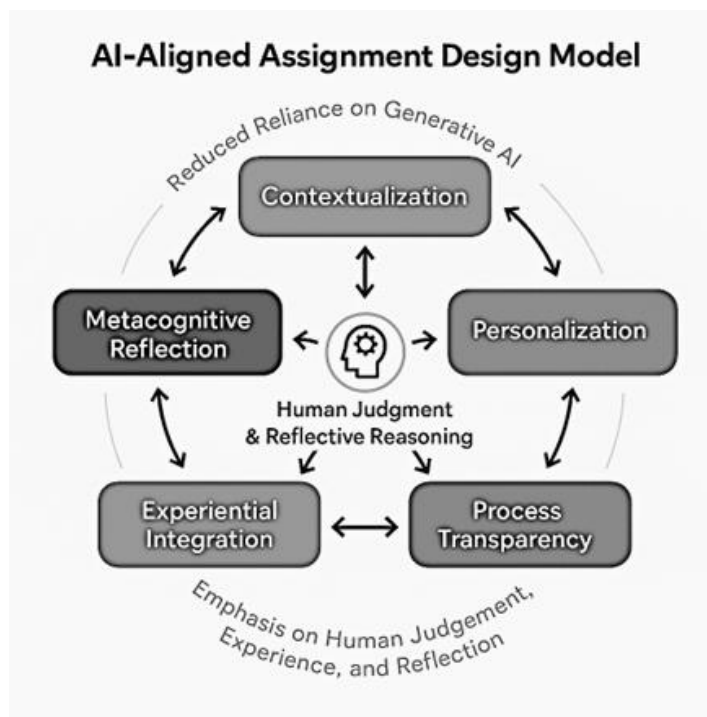 AI-Aligned Assignment Design Model
Reduced Reliance on Generative AI
Contextualization
Metacognitive
Reflection
Personalization
Human Judgment
& Reflective Reasoning
Experiential
Integration
Process
Transparency
Emphasis on Human Judgement,
Experience, and Reflection